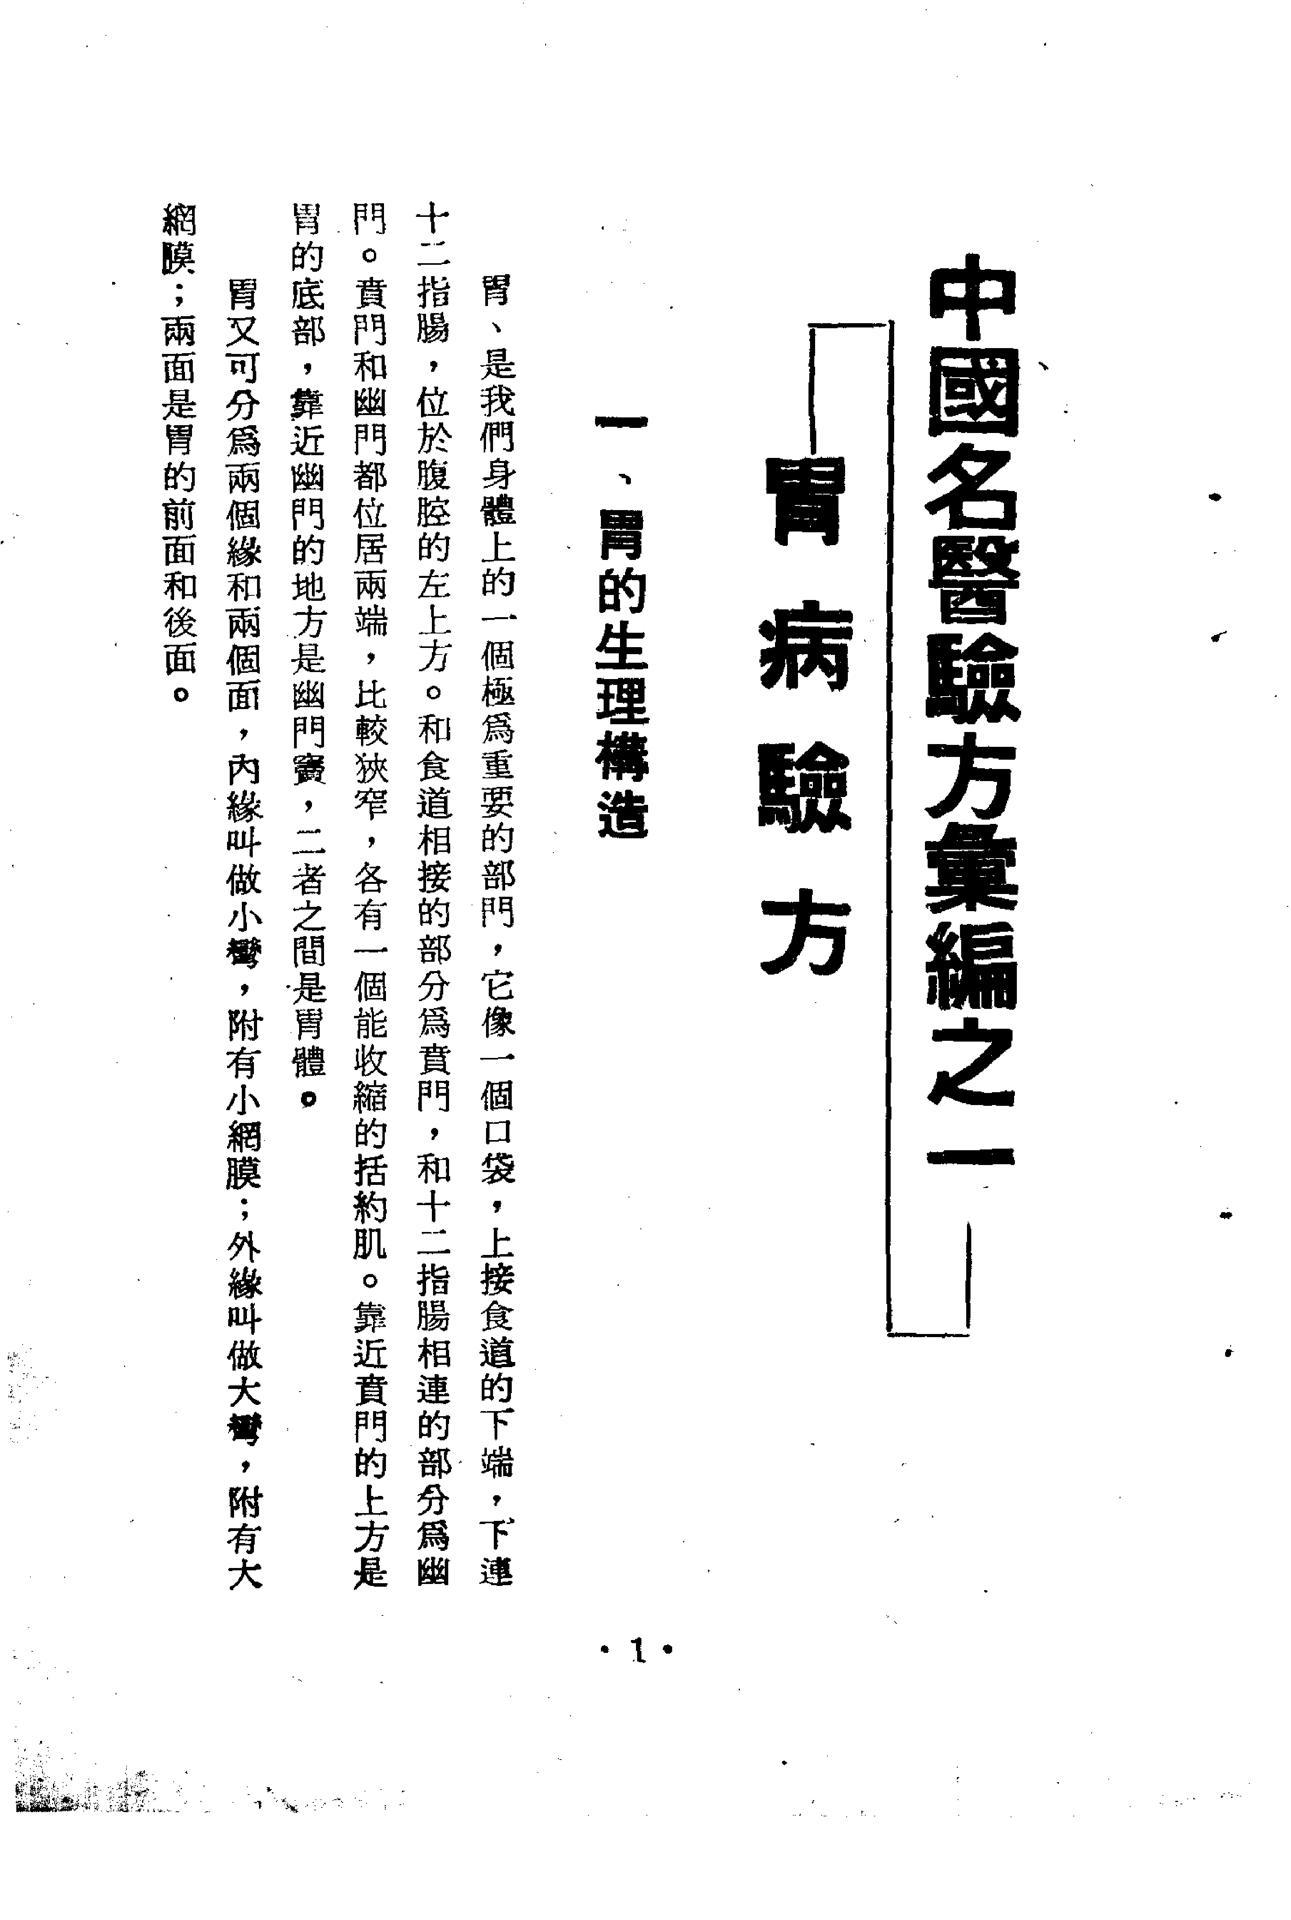 中國名醫驗方彙編之一
胃病驗方
一、胃的生理構造
胃、是我們身體上的一個極爲重要的部門，它像一個口袋，上接食道的下端，下連
十二指腸，位於腹腔的左上方。和食道相接的部分爲賁門，和十二指腸相連的部分爲幽
門。賁門和幽門都位居兩端，比較狹窄，各有一個能收縮的括約肌。靠近賁門的上方是
胃的底部，靠近幽門的地方是幽門竇，二者之間是胃體。
胃又可分爲兩個緣和兩個面，內緣叫做小彎，附有小網膜；外緣叫做大彎，附有大
網膜；兩面是胃的前面和後面。
·1·